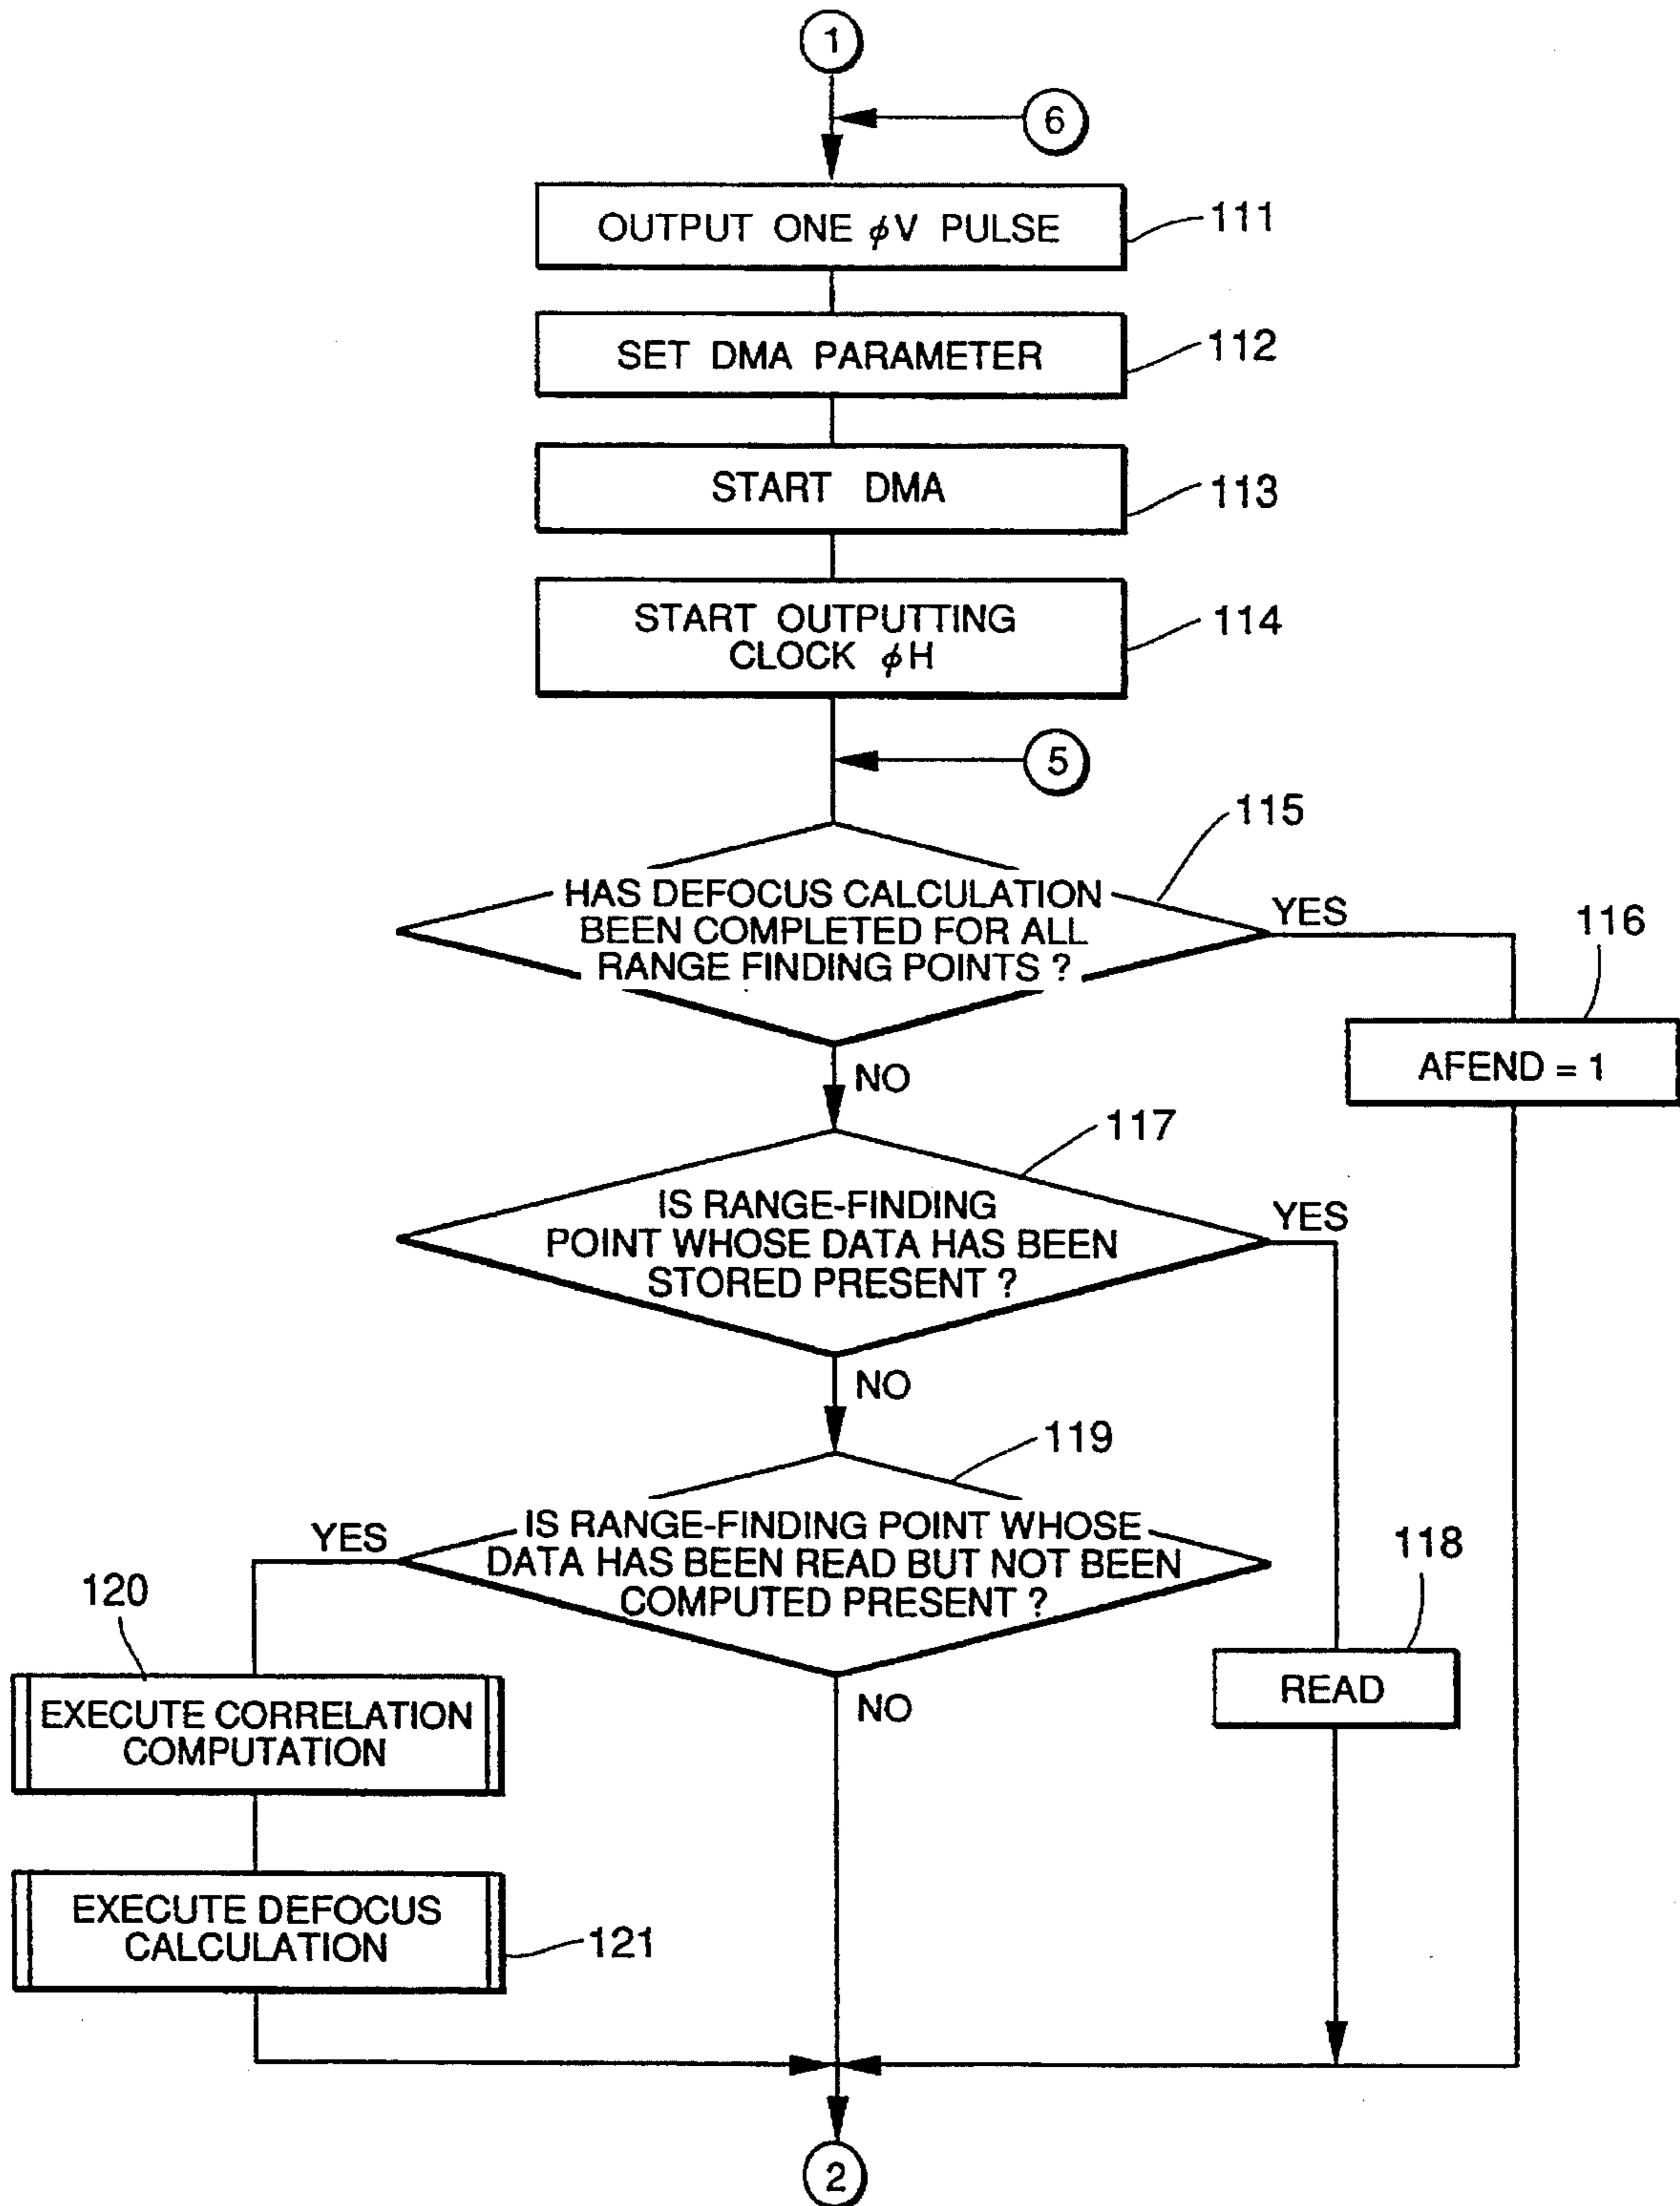 1
6
OUTPUT ONE φV PULSE
111
SET DMA PARAMETER
112
START DMA
113
START OUTPUTTING
CLOCK φH
114
5
115
HAS DEFOCUS CALCULATION
BEEN COMPLETED FOR ALL
RANGE FINDING POINTS ?
YES
116
AFEND = 1
NO
117
IS RANGE-FINDING
POINT WHOSE DATA HAS BEEN
STORED PRESENT ?
YES
NO
119
IS RANGE-FINDING POINT WHOSE
DATA HAS BEEN READ BUT NOT BEEN
COMPUTED PRESENT ?
YES
118
READ
120
NO
EXECUTE CORRELATION
COMPUTATION
EXECUTE DEFOCUS
CALCULATION
121
2